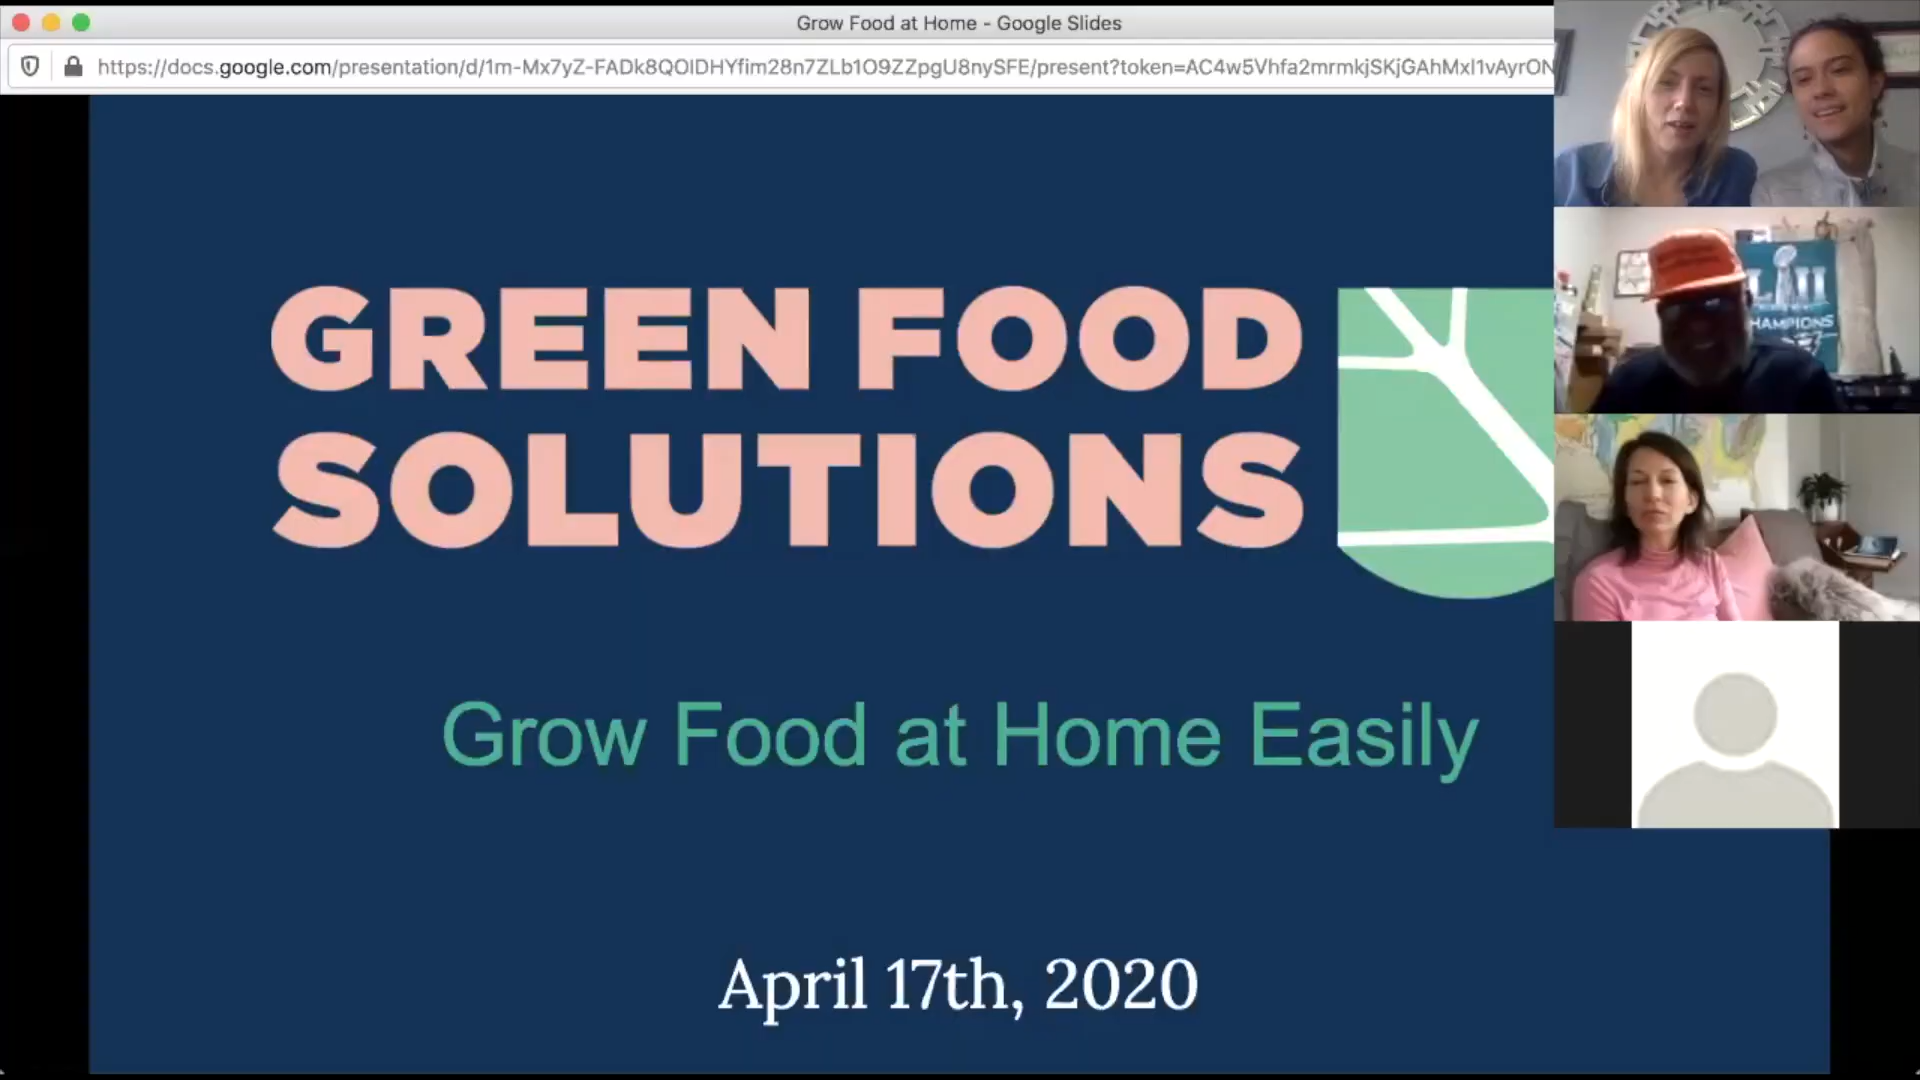 Grow Food at Home - Google Slides
https://docs.google.com/presentation/d/1m-Mx7yZ-FADk8QOIDHYfim28n7ZLb1O9ZZpgU8nySFE/present?token=AC4w5Vhfa2mrmkjSKjGAhMxI1vAyrON
GREEN FOOD
SOLUTIONS
Grow Food at Home Easily
April 17th, 2020
LII
CHAMPIONS